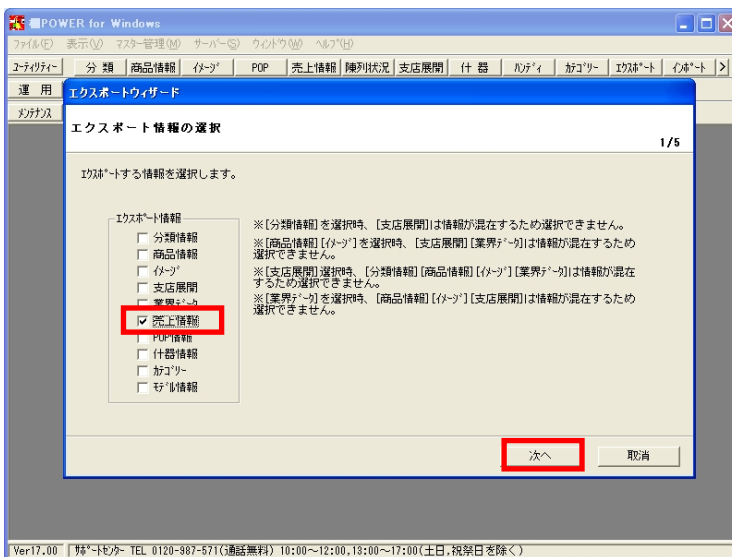 POWER for Windows
ファイル(F) 表示(V) マスター管理(M) サーバー(S) ウィンドウ(W) ヘルプ(H)
ユーティリティー 分 類 商品情報 イメージ POP 売上情報 陳列状況 支店展開 什 器 ハンディ カテゴリー エクスポート インポート
運 用
メンテナンス
エクスポートウィザード
エクスポート情報の選択
1/5
エクスポートする情報を選択します。
エクスポート情報
分類情報
商品情報
イメージ
支店展開
業界データ
売上情報
POP情報
什器情報
カテゴリー
モデル情報
※[分類情報]を選択時、[支店展開]は情報が混在するため選択できません。
※[商品情報][イメージ]を選択時、[支店展開][業界データ]は情報が混在するため
選択できません。
※[支店展開]選択時、[分類情報][商品情報][イメージ][業界データ]は情報が混在
するため選択できません。
※[業界データ]を選択時、[商品情報][イメージ][支店展開]は情報が混在するため
選択できません。
次へ 取消
Ver17.00 サポートセンター TEL 0120-987-571(通話無料) 10:00～12:00,13:00～17:00(土日,祝祭日を除く)